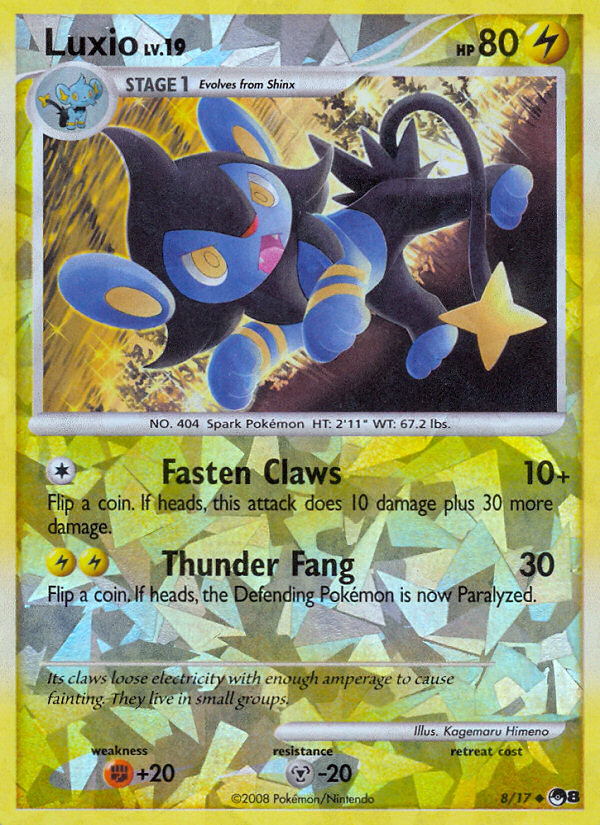 Luxio LV.19
HP 80
STAGE 1 Evolves from Shinx
NO. 404 Spark Pokémon HT: 2'11" WT: 67.2 lbs.
Fasten Claws 10+
Flip a coin. If heads, this attack does 10 damage plus 30 more
damage.
Thunder Fang 30
Flip a coin. If heads, the Defending Pokémon is now Paralyzed.
Its claws loose electricity with enough amperage to cause
fainting. They live in small groups.
Illus. Kagemaru Himeno
weakness resistance retreat cost
+20 -20
©2008 Pokémon/Nintendo 8/17 ◆ 8